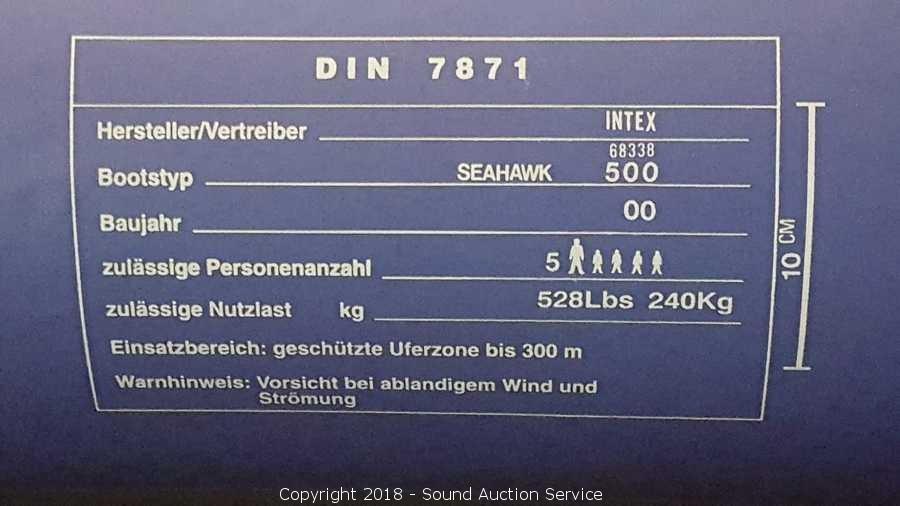 DIN 7871
Hersteller/Vertreiber INTEX
68338
Bootstyp SEAHAWK 500
Baujahr 00
zulässige Personenanzahl 5
zulässige Nutzlast kg 528Lbs 240Kg
Einsatzbereich: geschützte Uferzone bis 300 m
Warnhinweis: Vorsicht bei ablandigem Wind und
Strömung
10 CM
Copyright 2018 - Sound Auction Service